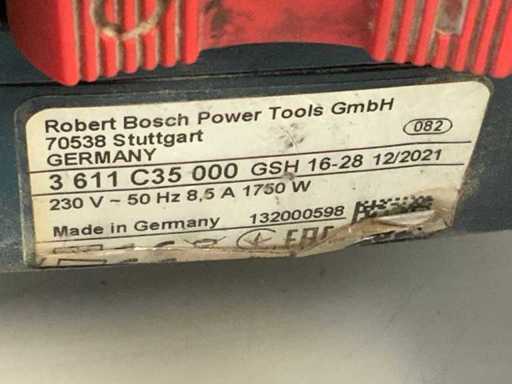 Robert Bosch Power Tools GmbH
70538 Stuttgart
082
GERMANY
3 611 C35 000 GSH 16-28 12/2021
230 V ~ 50 Hz 8,5 A 1750 W
Made in Germany 132000598